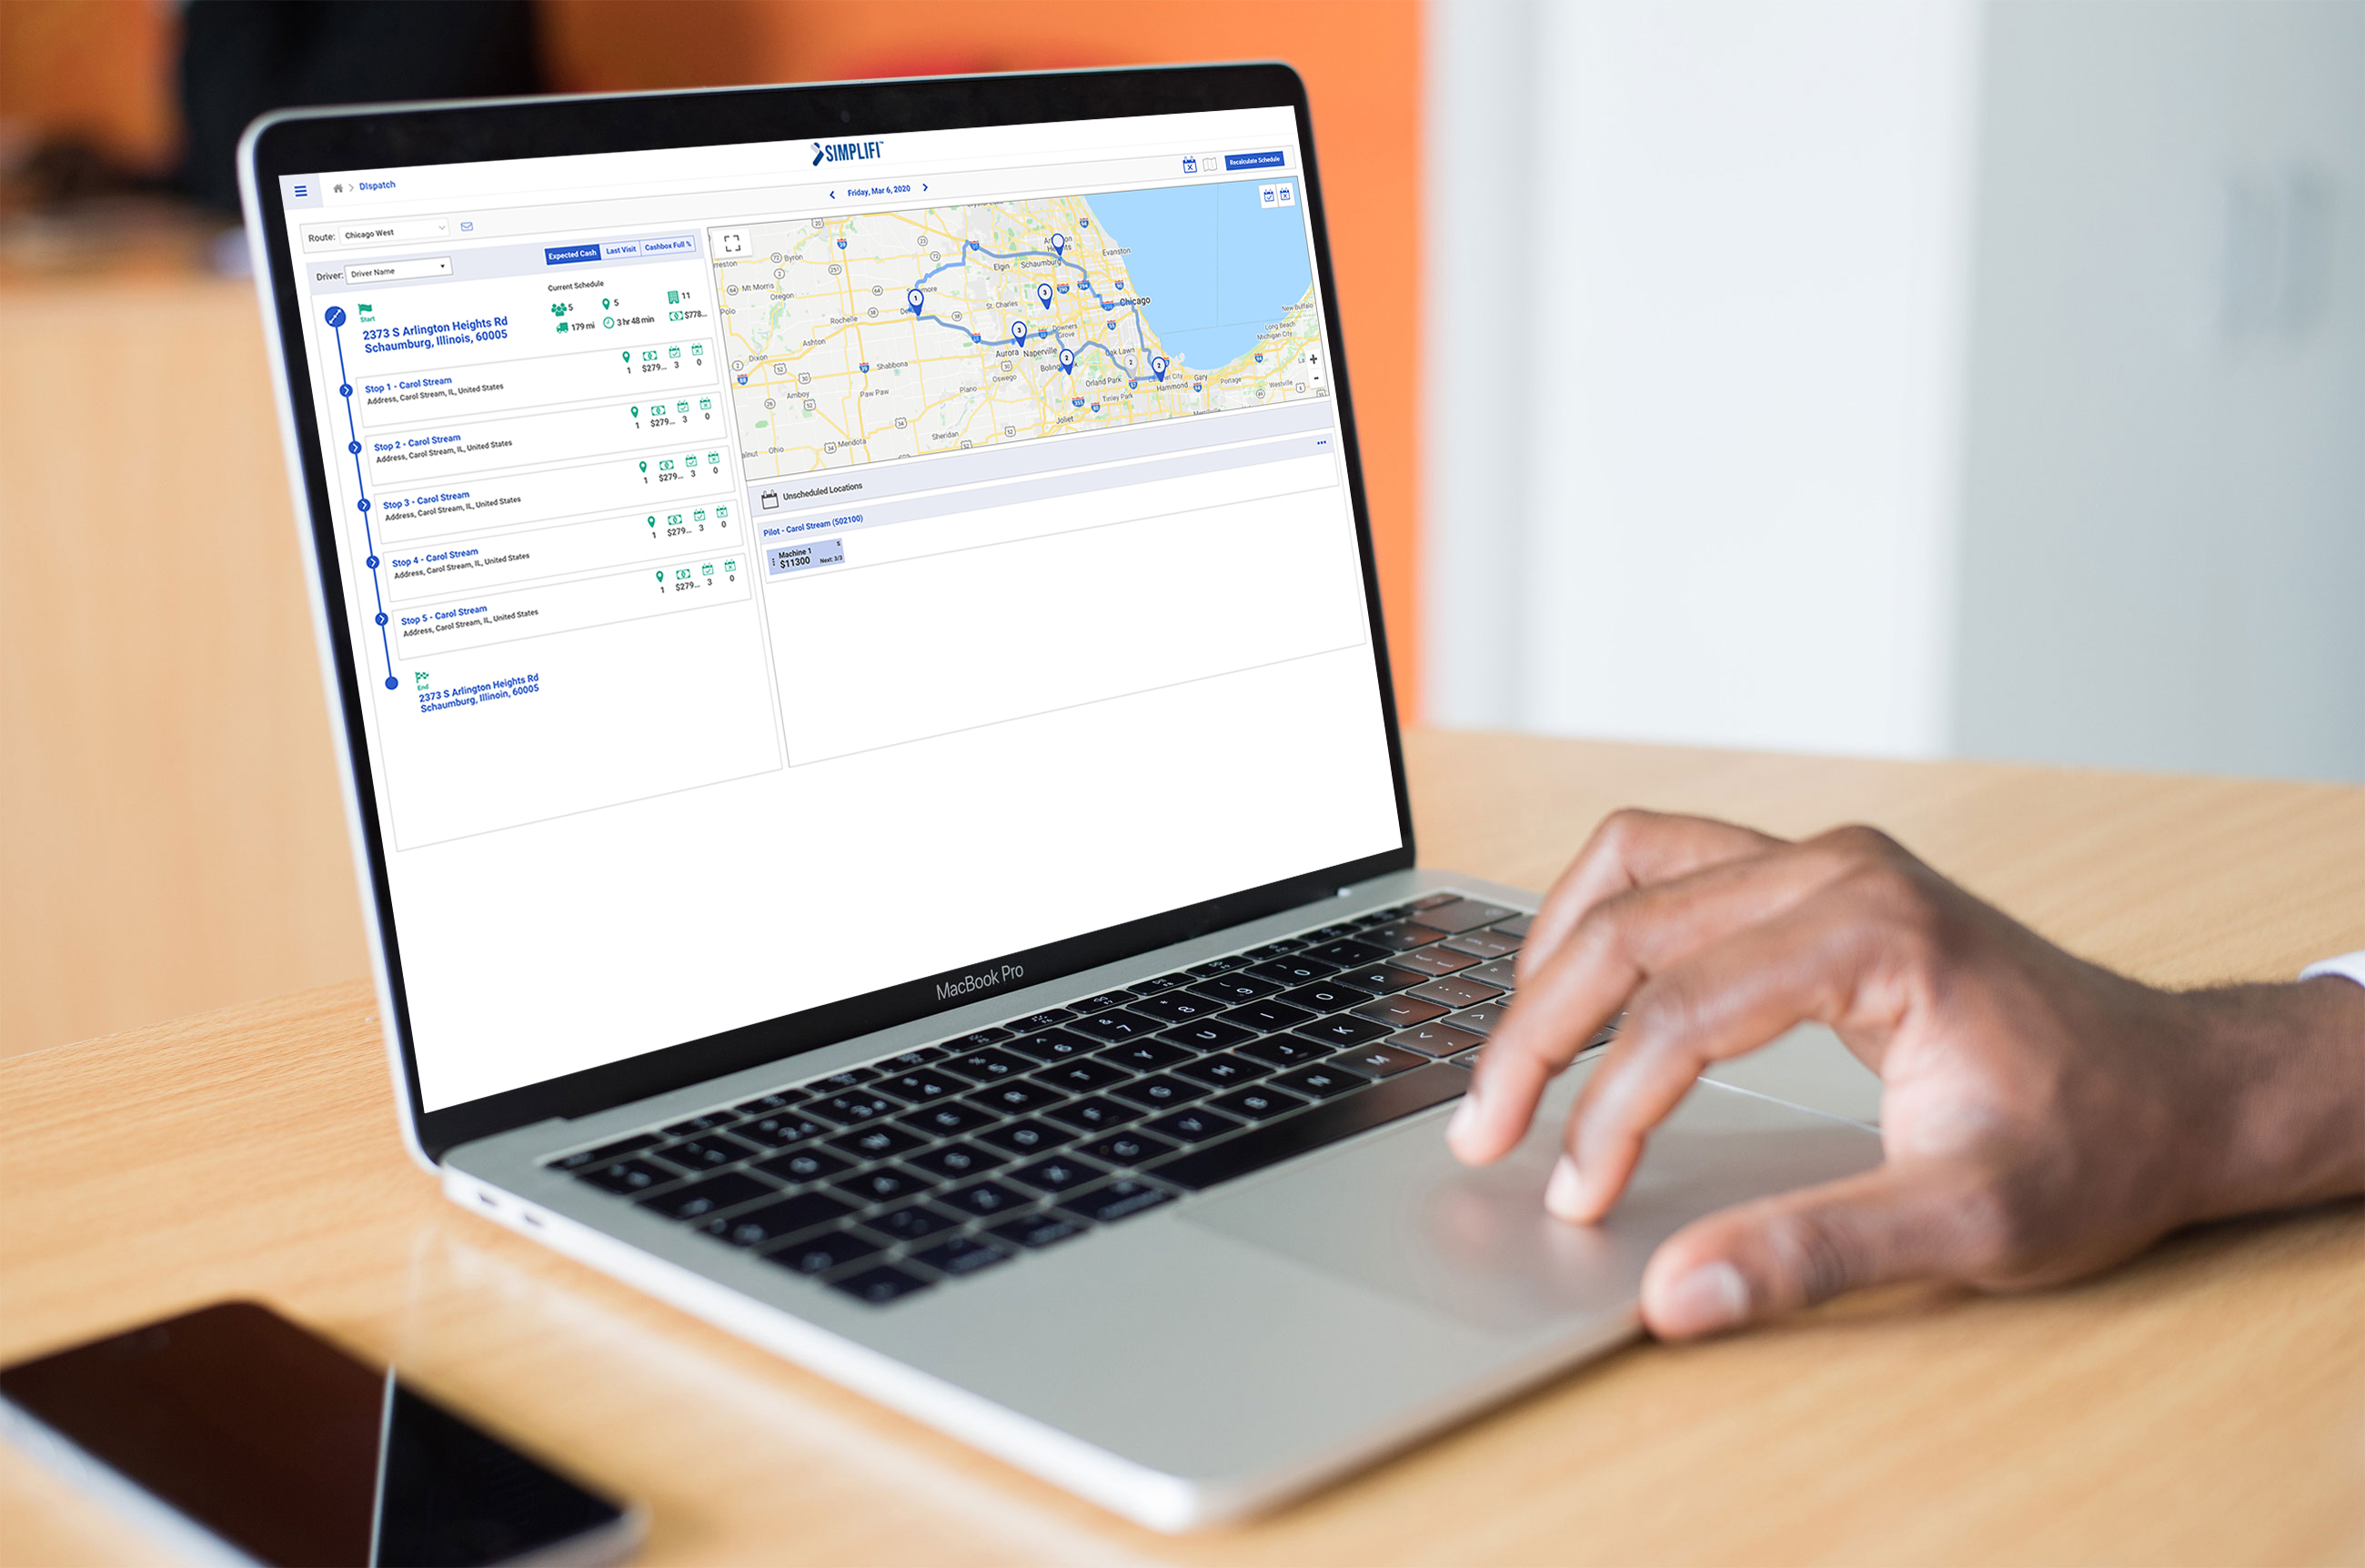 SIMPLIFI™
DIspatch
Friday, Mar 6, 2020
Recalculate Schedule
Route: Chicago West
Driver: Driver Name
Expected Cash
Last Visit
Cashbox Full %
Start
2373 S Arlington Heights Rd
Schaumburg, Illinois, 60005
Current Schedule
5
5
11
179 mi
3 hr 48 min
$778...
Stop 1 - Carol Stream
Address, Carol Stream, IL, United States
1 $279... 3 0
Stop 2 - Carol Stream
Address, Carol Stream, IL, United States
1 $279... 3 0
Stop 3 - Carol Stream
Address, Carol Stream, IL, United States
1 $279... 3 0
Stop 4 - Carol Stream
Address, Carol Stream, IL, United States
1 $279... 3 0
Stop 5 - Carol Stream
Address, Carol Stream, IL, United States
1 $279... 3 0
End
2373 S Arlington Heights Rd
Schaumburg, Illinoin, 60005
Byron
Mt Morris
Oregon
Polo
Rochelle
Ashton
Dixon
Amboy
Shabbona
Paw Paw
Mendota
Ohio
Sheridan
Plano
Oswego
Elgin
Schaumburg
Evanston
St. Charles
Chicago
Downers
Grove
Aurora
Naperville
Oak Lawn
Orland Park
Tinley Park
Joliet
Hammond
Gary
Portage
Westville
New Buffalo
Long Beach
Michigan City
Unscheduled Locations
Pilot - Carol Stream (502100)
Machine 1
$11300
S
Next: 3/3
MacBook Pro